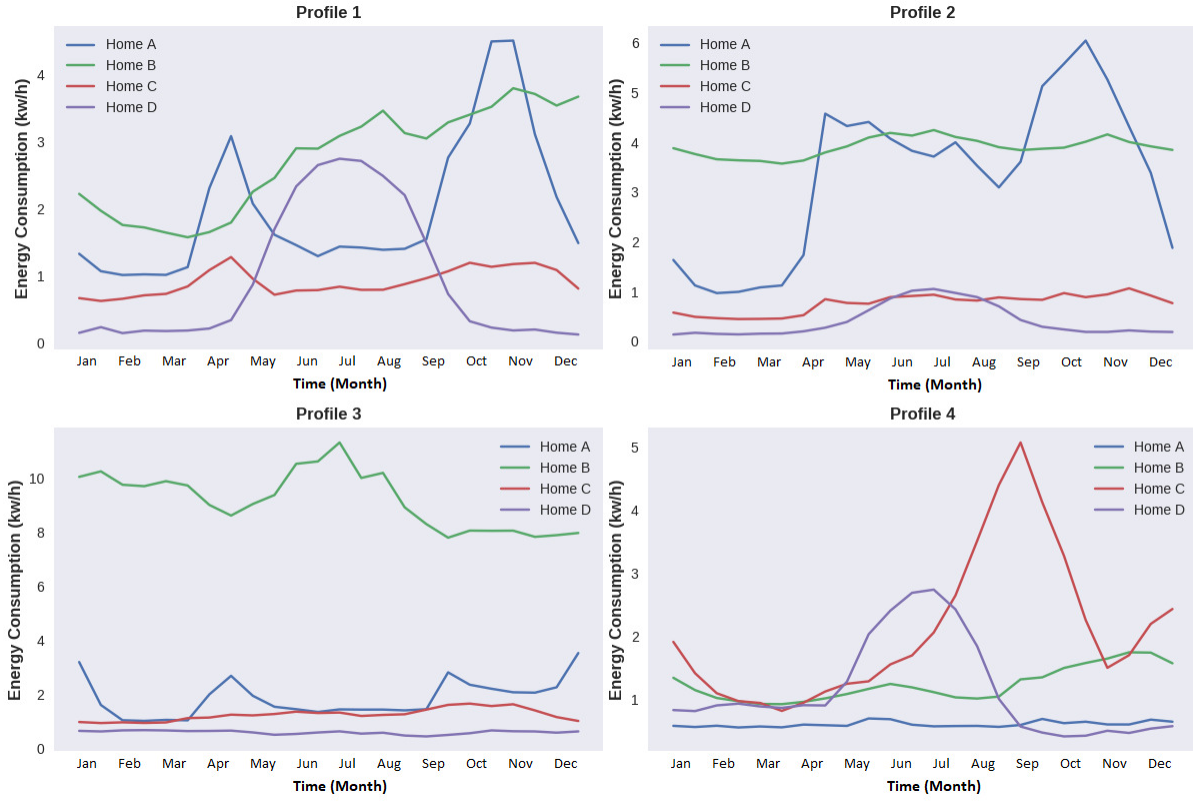 Profile 1
Home A
Home B
Home C
Home D
Energy Consumption (kw/h)
4
3
2
1
0
Jan Feb Mar Apr May Jun Jul Aug Sep Oct Nov Dec
Time (Month)
Profile 2
Home A
Home B
Home C
Home D
Energy Consumption (kw/h)
6
5
4
3
2
1
0
Jan Feb Mar Apr May Jun Jul Aug Sep Oct Nov Dec
Time (Month)
Profile 3
Home A
Home B
Home C
Home D
Energy Consumption (kw/h)
10
8
6
4
2
0
Jan Feb Mar Apr May Jun Jul Aug Sep Oct Nov Dec
Time (Month)
Profile 4
Home A
Home B
Home C
Home D
Energy Consumption (kw/h)
5
4
3
2
1
Jan Feb Mar Apr May Jun Jul Aug Sep Oct Nov Dec
Time (Month)